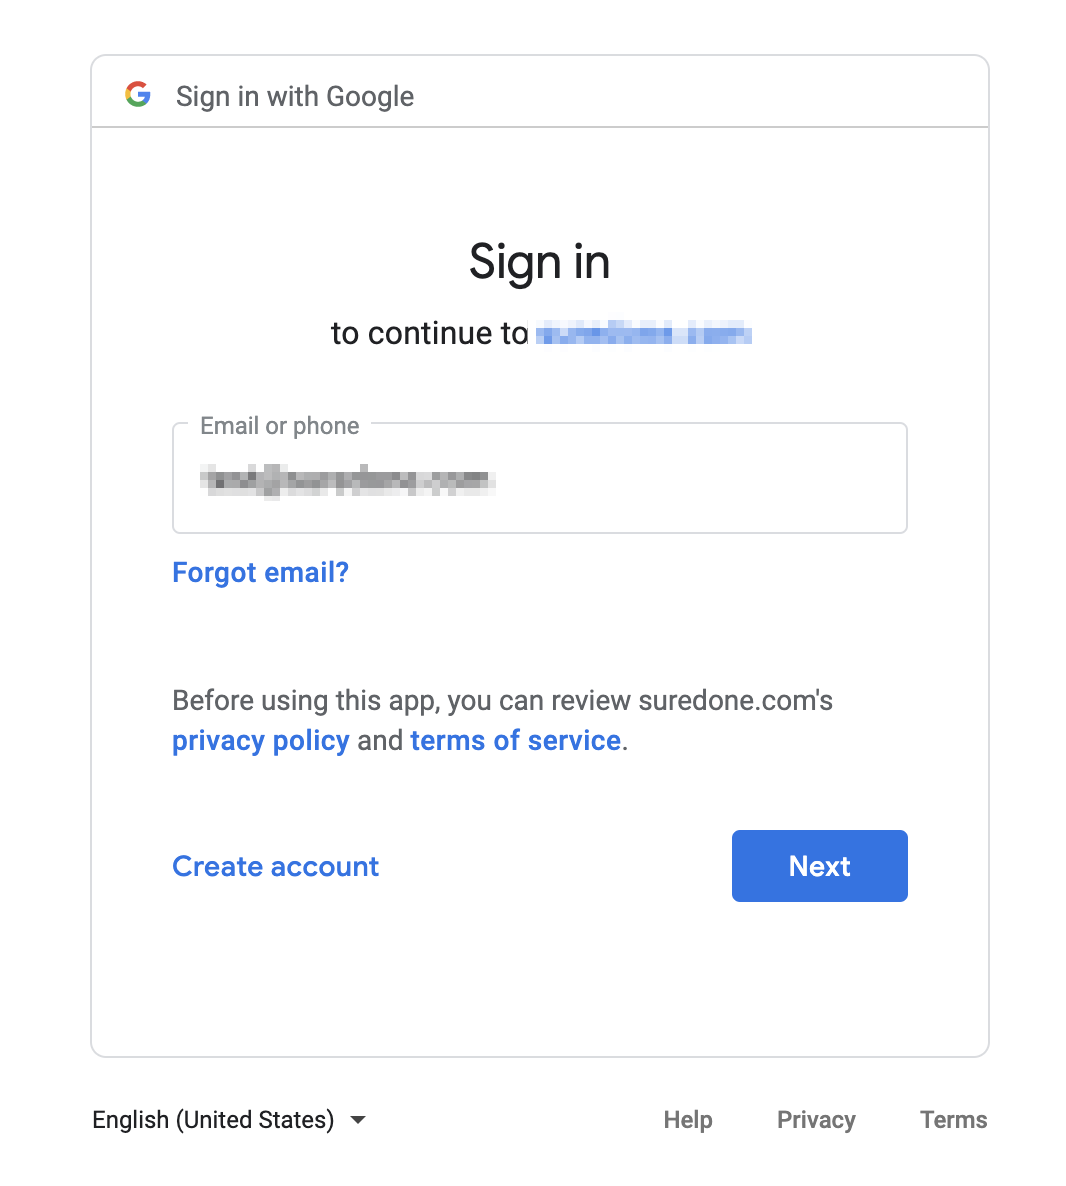 Sign in with Google
Sign in
to continue to
Email or phone
Forgot email?
Before using this app, you can review suredone.com's
privacy policy and terms of service.
Create account
Next
English (United States)
Help Privacy Terms